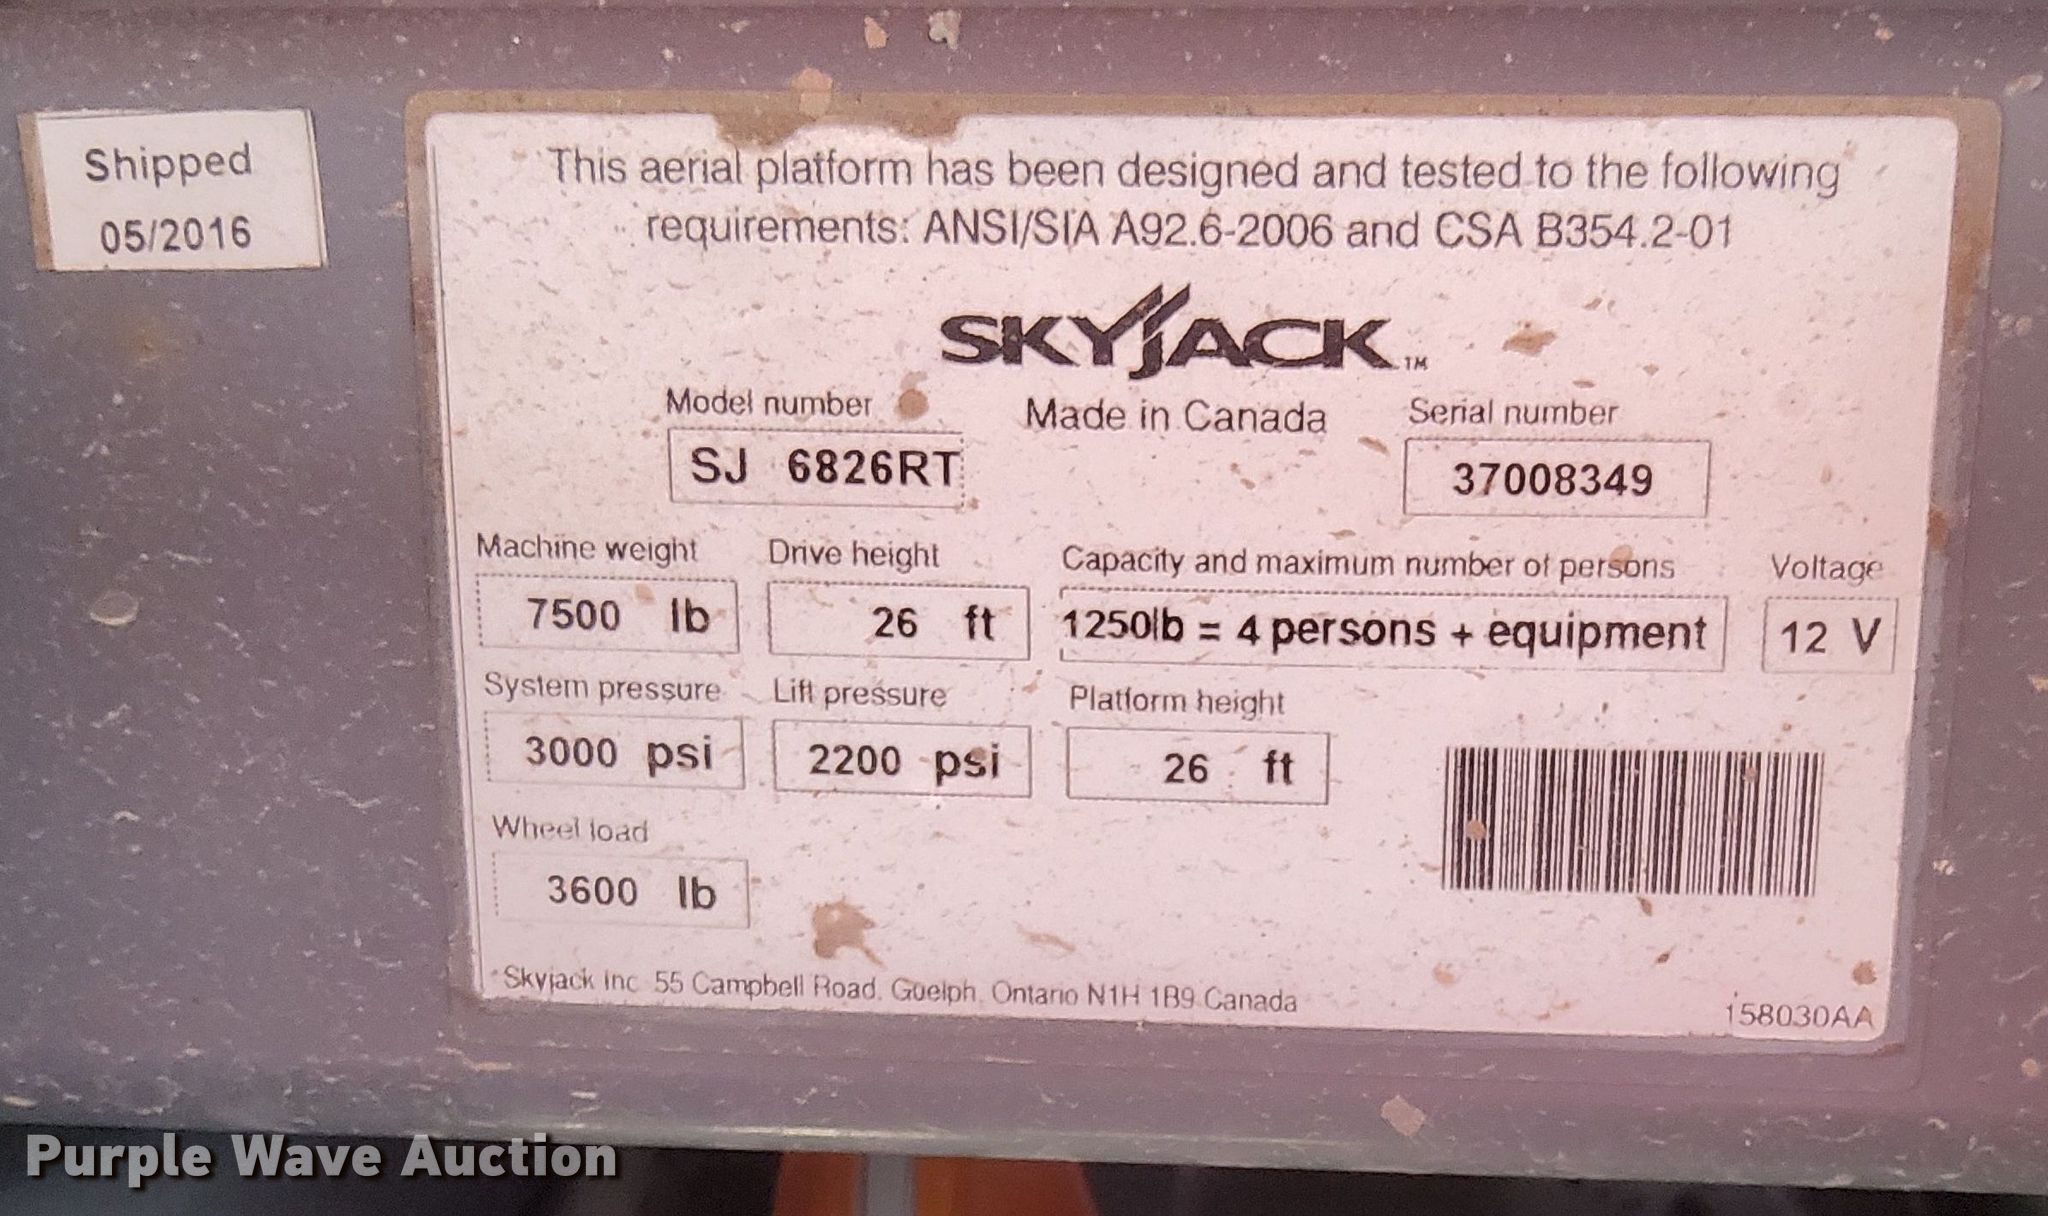 Shipped
05/2016
This aerial platform has been designed and tested to the following
requirements: ANSI/SIA A92.6-2006 and CSA B354.2-01
SKYJACK™
Model number
Made in Canada
Serial number
SJ 6826RT
37008349
Machine weight
Drive height
Capacity and maximum number of persons
Voltage
7500 lb
26 ft
1250lb = 4 persons + equipment
12 V
System pressure
Lift pressure
Platform height
3000 psi
2200 psi
26 ft
Wheel load
3600 lb
Skyjack Inc 55 Campbell Road, Guelph, Ontario N1H 1B9 Canada
158030AA
Purple Wave Auction